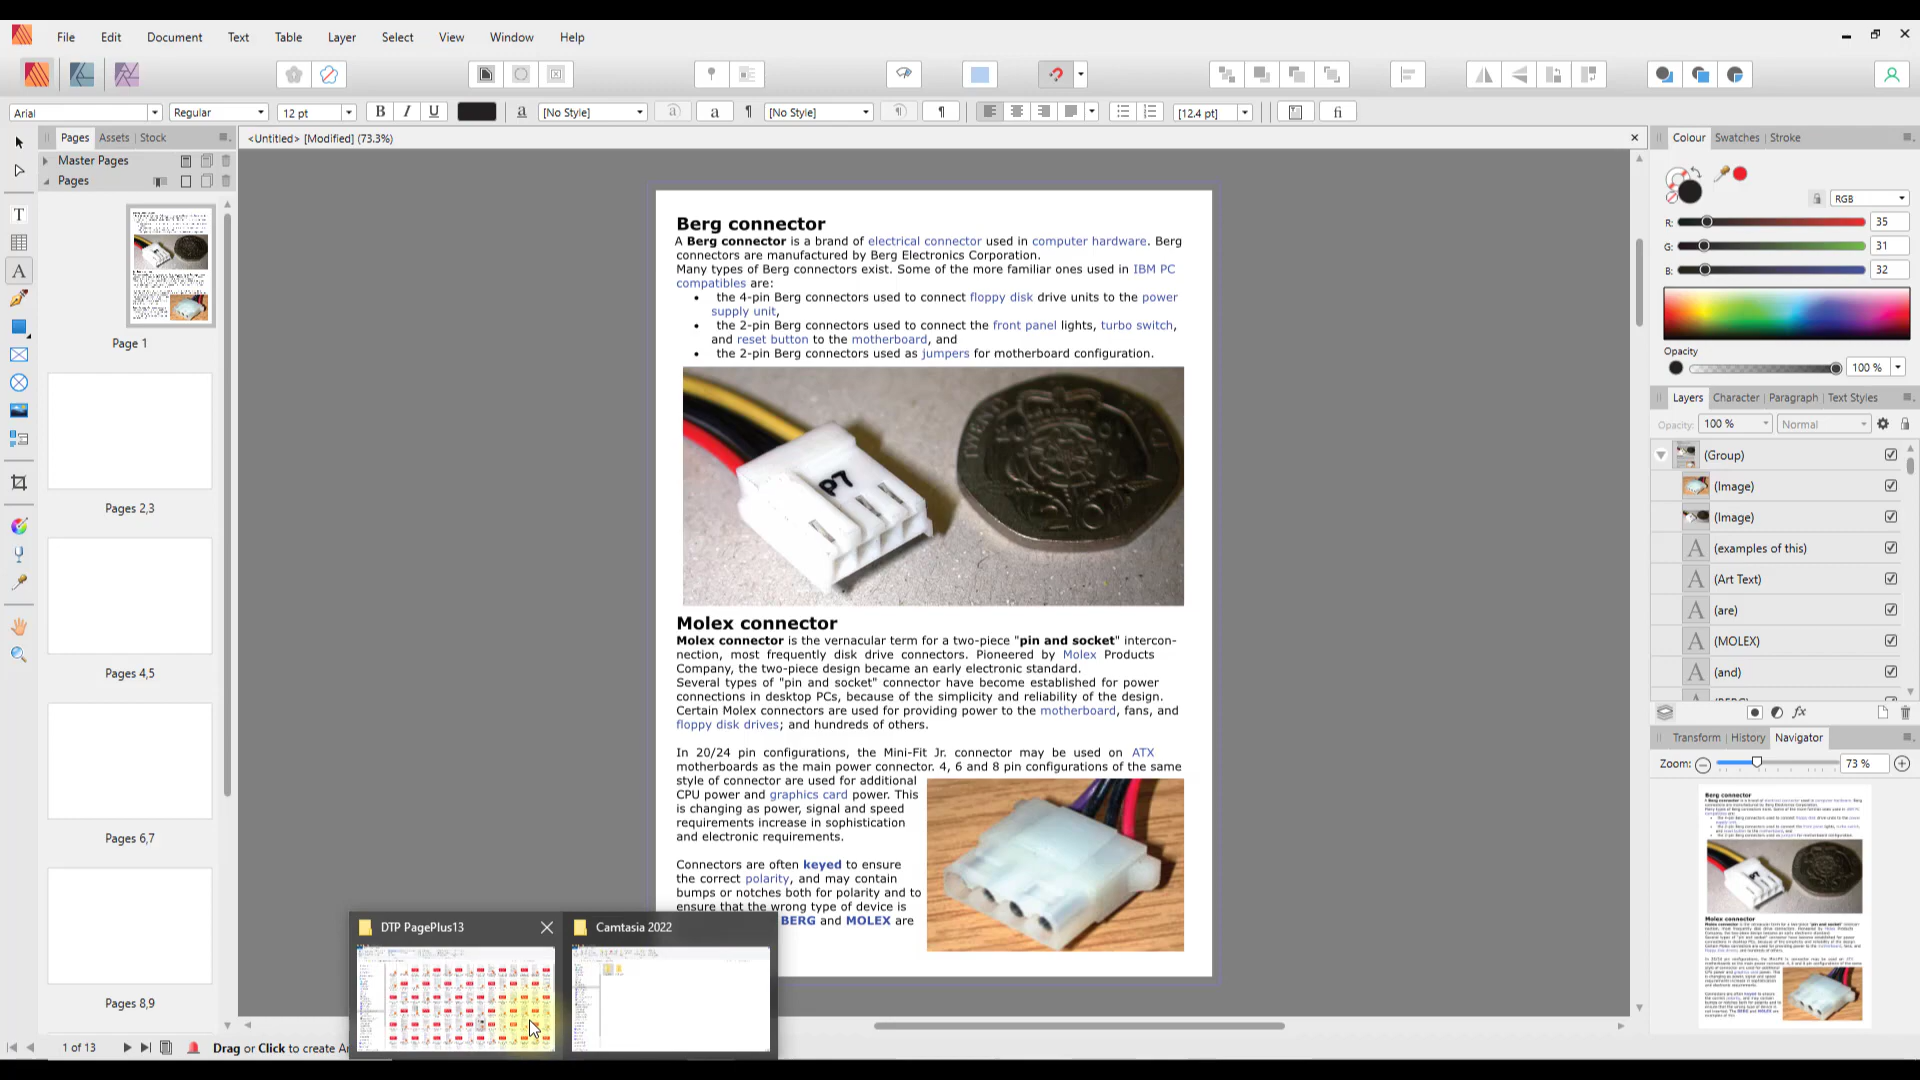 File Edit Document Text Table Layer Select View Window Help
Arial Regular 12 pt B I U a [No Style] a a ¶ [No Style] ¶ ¶ [12.4 pt] fi
Pages Assets Stock
<Untitled> [Modified] (73.3%)
Master Pages
Pages
Page 1
Pages 2,3
Pages 4,5
Pages 6,7
Pages 8,9
1 of 13 Drag or Click to create Ar
Berg connector
A Berg connector is a brand of electrical connector used in computer hardware. Berg
connectors are manufactured by Berg Electronics Corporation.
Many types of Berg connectors exist. Some of the more familiar ones used in IBM PC
compatibles are:
• the 4-pin Berg connectors used to connect floppy disk drive units to the power
supply unit,
• the 2-pin Berg connectors used to connect the front panel lights, turbo switch,
and reset button to the motherboard, and
• the 2-pin Berg connectors used as jumpers for motherboard configuration.
P7
TWENTY
20
Molex connector
Molex connector is the vernacular term for a two-piece "pin and socket" intercon-
nection, most frequently disk drive connectors. Pioneered by Molex Products
Company, the two-piece design became an early electronic standard.
Several types of "pin and socket" connector have become established for power
connections in desktop PCs, because of the simplicity and reliability of the design.
Certain Molex connectors are used for providing power to the motherboard, fans, and
floppy disk drives; and hundreds of others.
In 20/24 pin configurations, the Mini-Fit Jr. connector may be used on ATX
motherboards as the main power connector. 4, 6 and 8 pin configurations of the same
style of connector are used for additional
CPU power and graphics card power. This
is changing as power, signal and speed
requirements increase in sophistication
and electronic requirements.
Connectors are often keyed to ensure
the correct polarity, and may contain
bumps or notches both for polarity and to
ensure that the wrong type of device is
BERG and MOLEX are
DTP PagePlus13
Camtasia 2022
Colour Swatches Stroke
RGB
R: 35
G: 31
B: 32
Opacity
100 %
Layers Character Paragraph Text Styles
Opacity: 100 % Normal
(Group)
(Image)
(Image)
A (examples of this)
A (Art Text)
A (are)
A (MOLEX)
A (and)
fx
Transform History Navigator
Zoom: 73 %
Berg connector
Molex connector